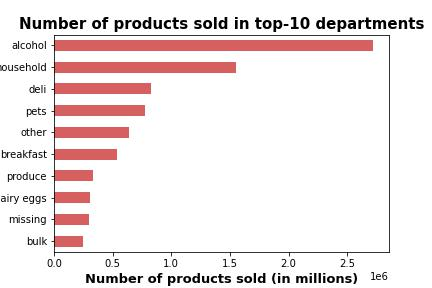 Number of products sold in top-10 departments
alcohol
ousehold
deli
pets
other
breakfast
produce
airy eggs
missing
bulk
0.0 0.5 1.0 1.5 2.0 2.5
1e6
Number of products sold (in millions)